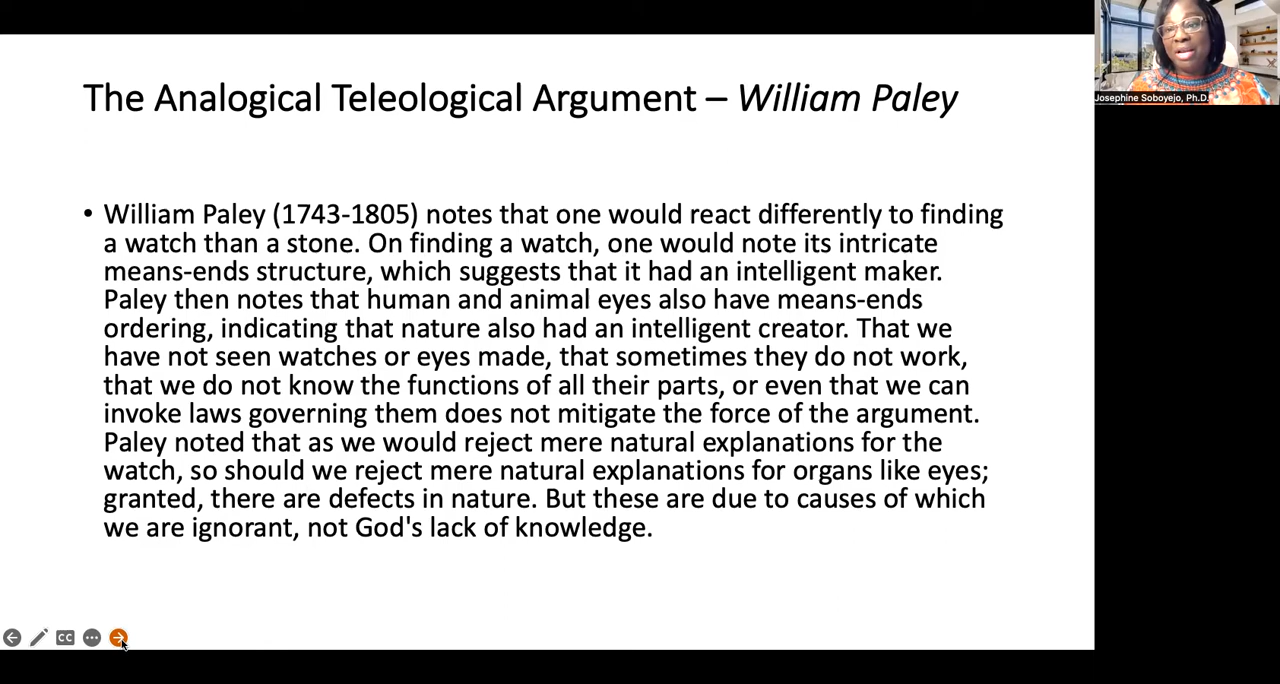 The Analogical Teleological Argument – William Paley
Josephine Soboyejo, Ph.D.
• William Paley (1743-1805) notes that one would react differently to finding
a watch than a stone. On finding a watch, one would note its intricate
means-ends structure, which suggests that it had an intelligent maker.
Paley then notes that human and animal eyes also have means-ends
ordering, indicating that nature also had an intelligent creator. That we
have not seen watches or eyes made, that sometimes they do not work,
that we do not know the functions of all their parts, or even that we can
invoke laws governing them does not mitigate the force of the argument.
Paley noted that as we would reject mere natural explanations for the
watch, so should we reject mere natural explanations for organs like eyes;
granted, there are defects in nature. But these are due to causes of which
we are ignorant, not God's lack of knowledge.
CC